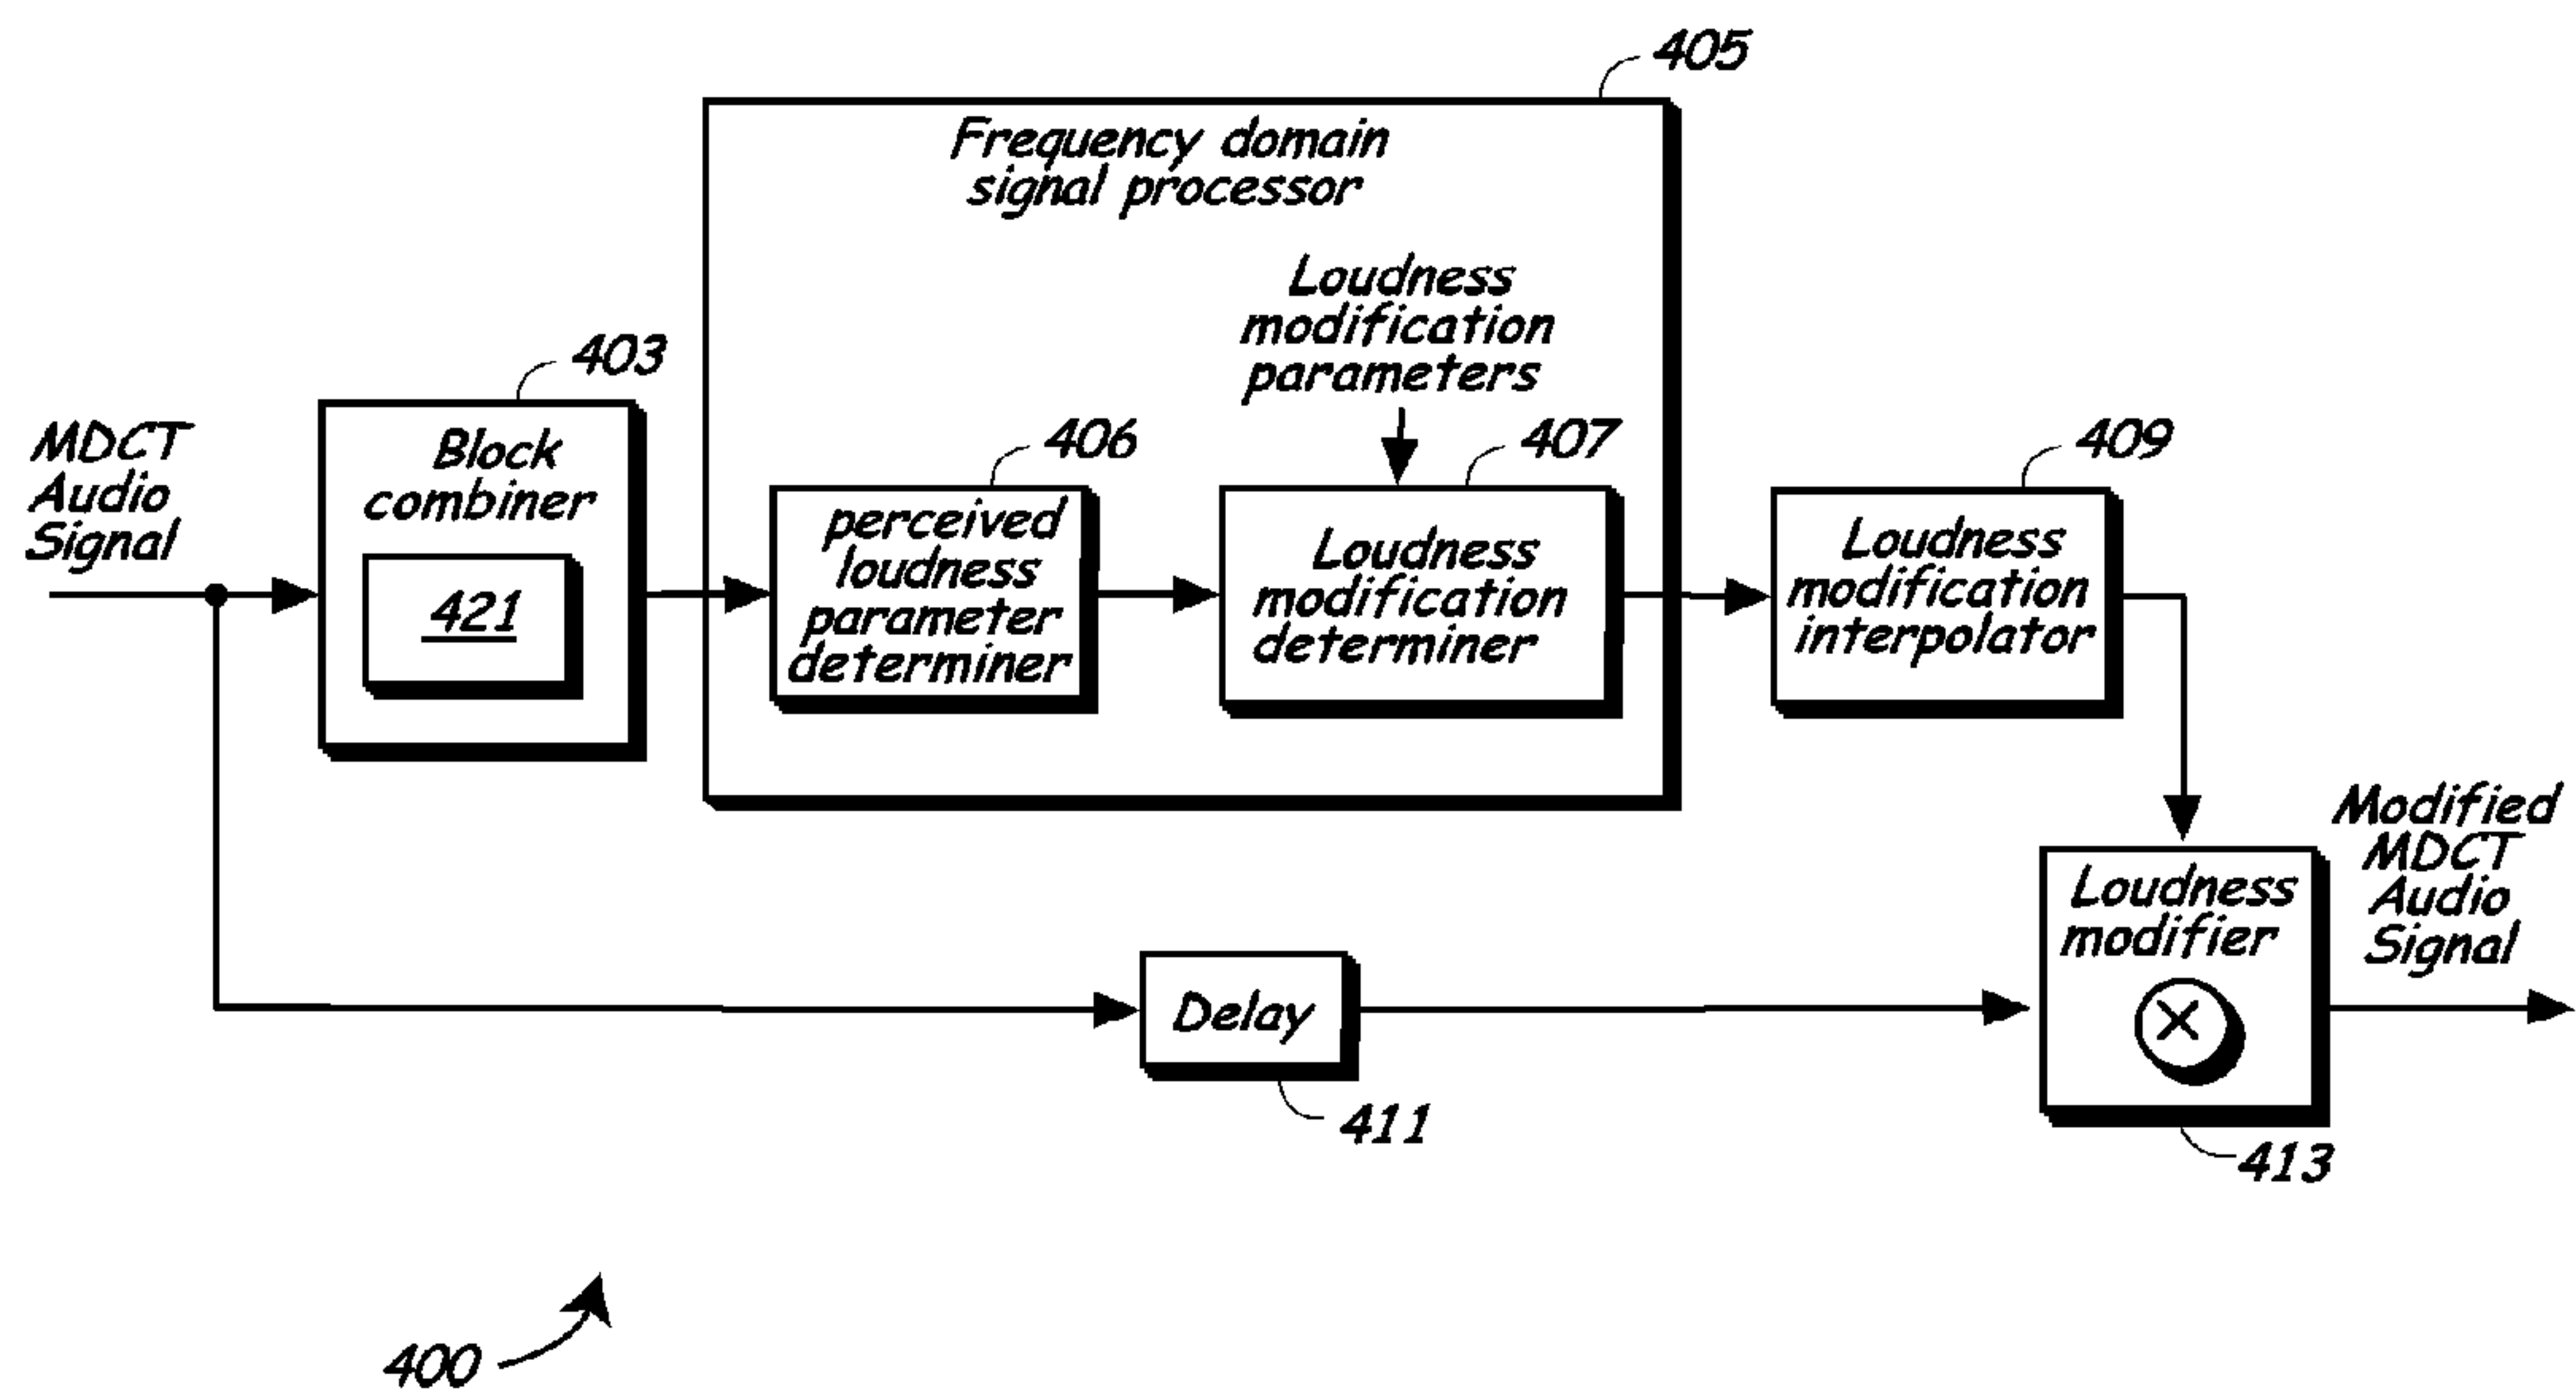 405
Frequency domain
signal processor
Loudness
modification
parameters
403
406
407
409
MDCT
Audio
Signal
Block
combiner
421
perceived
loudness
parameter
determiner
Loudness
modification
determiner
Loudness
modification
interpolator
Modified
MDCT
Audio
Signal
Loudness
modifier
Delay
411
413
400